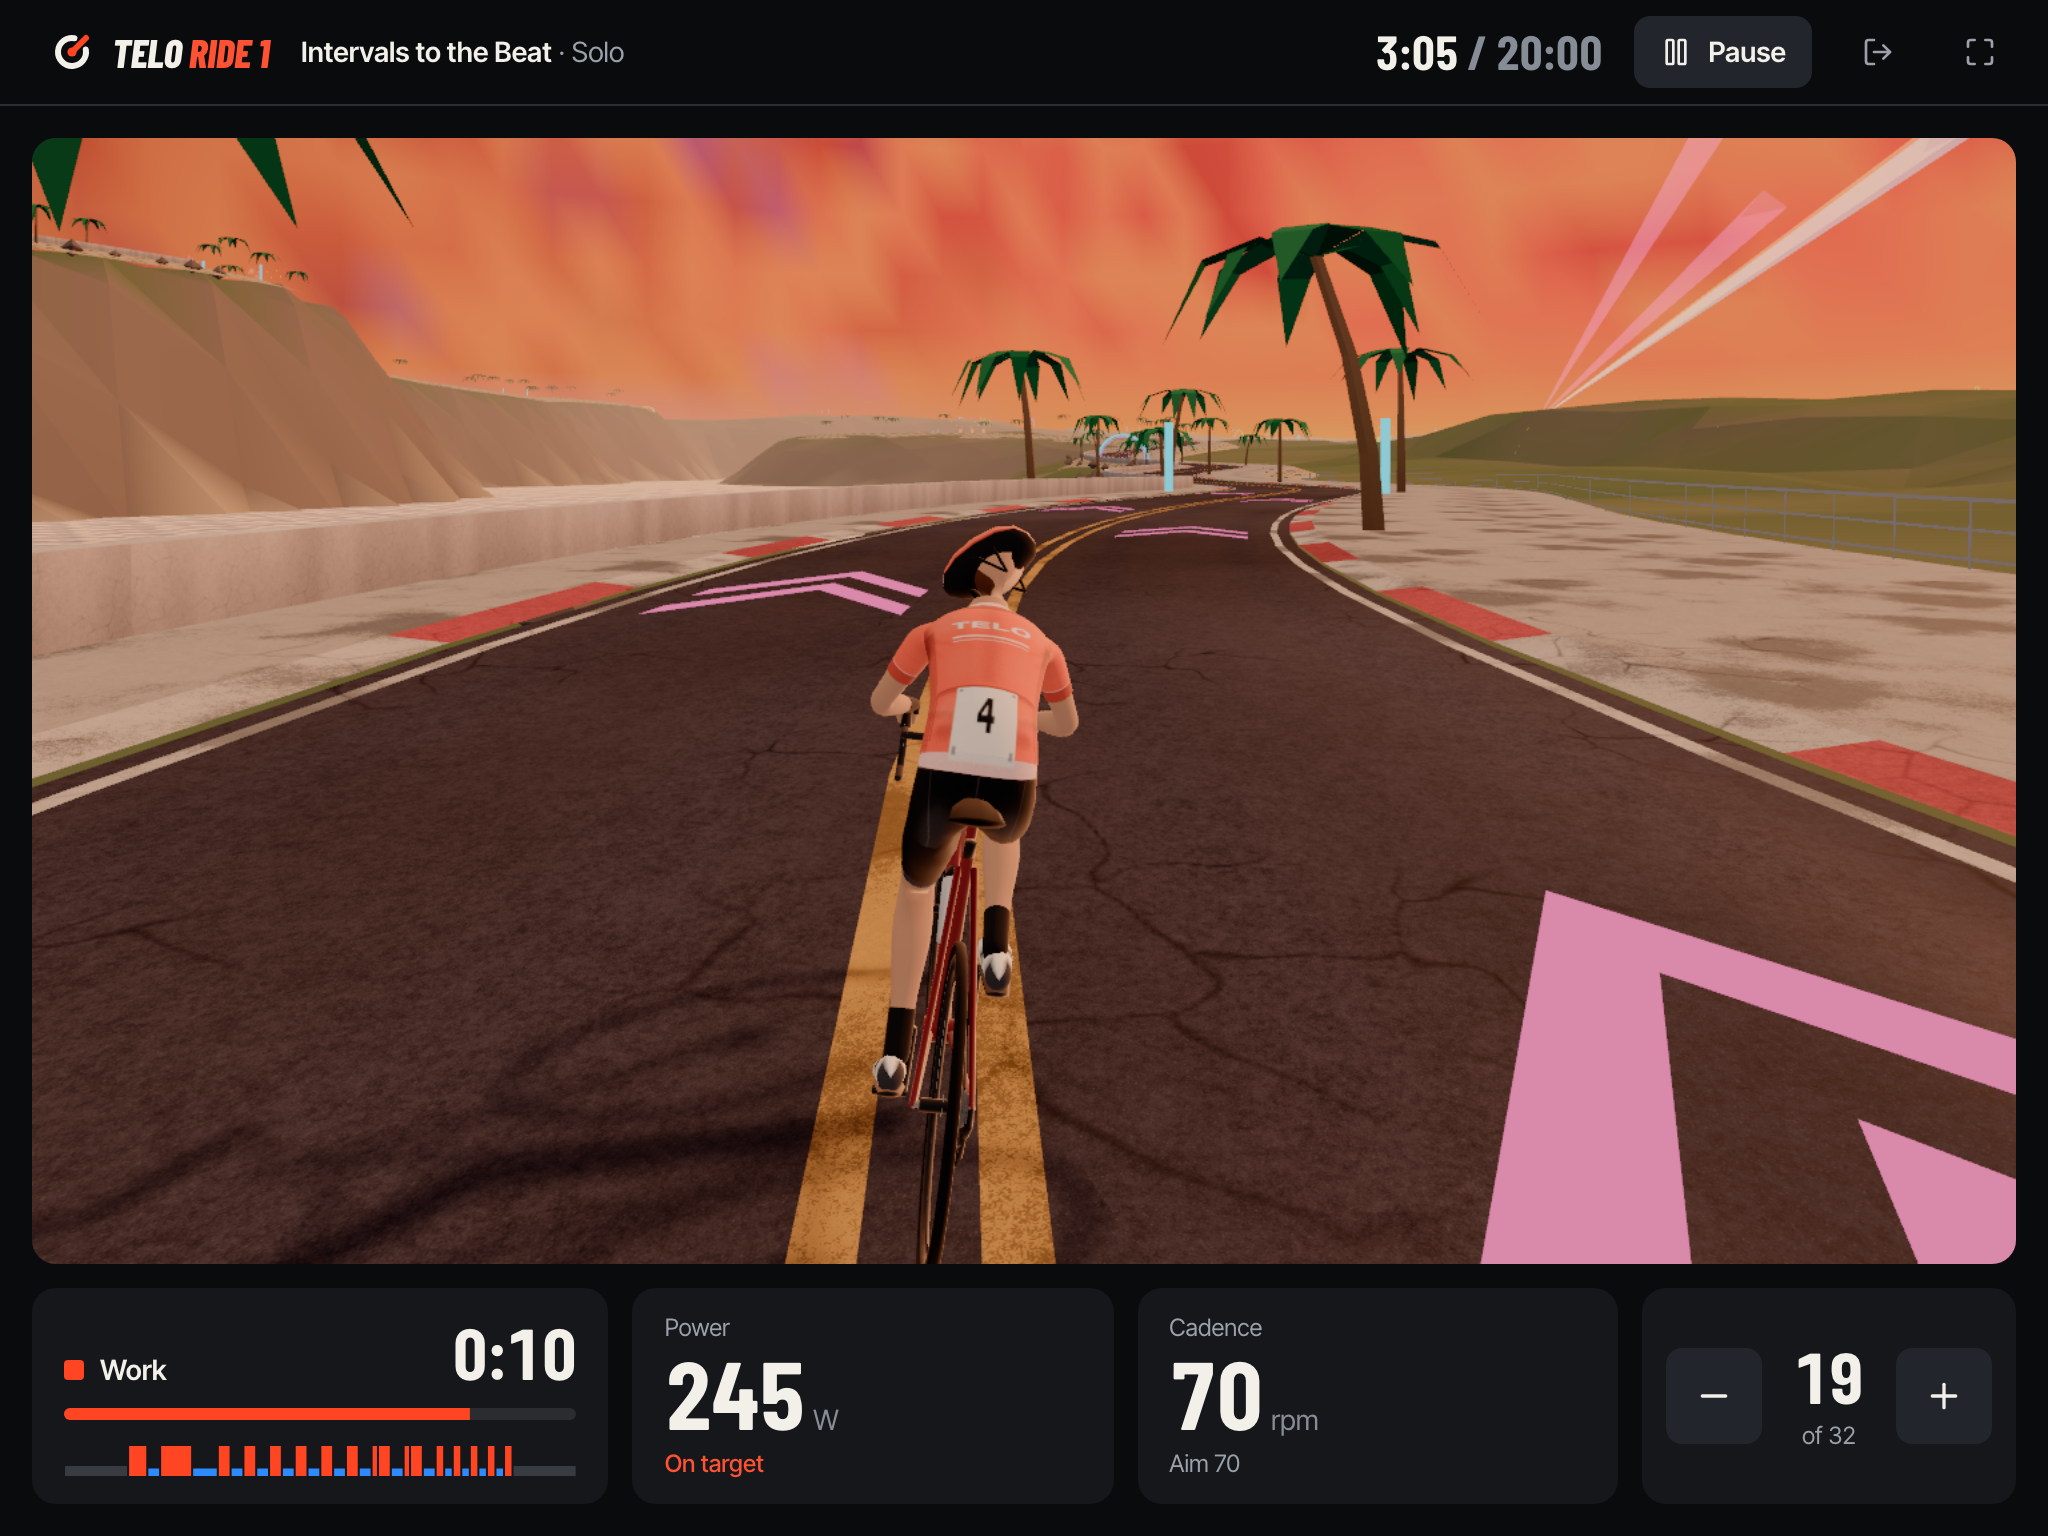 TELO RIDE 1
Intervals to the Beat · Solo
3:05 / 20:00
Pause
TELO
4
Work
0:10
Power
245 W
On target
Cadence
70 rpm
Aim 70
19
of 32